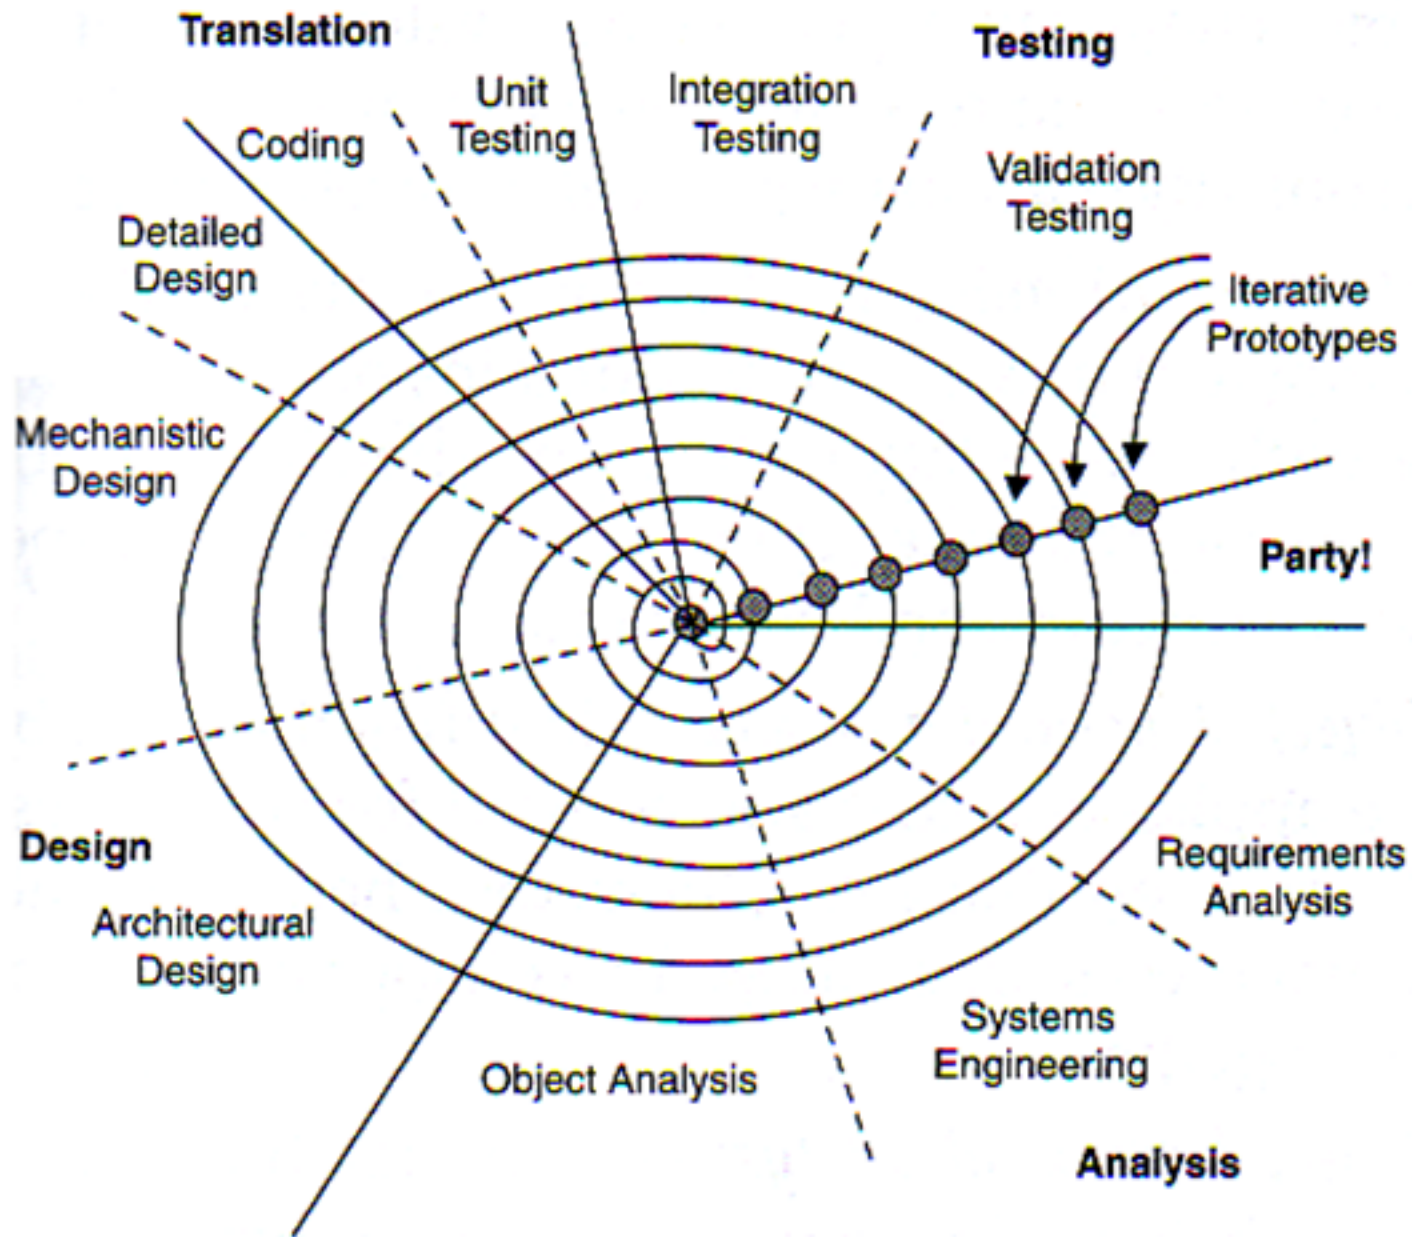 Translation
Testing
Unit
Testing
Integration
Testing
Coding
Validation
Testing
Detailed
Design
Iterative
Prototypes
Mechanistic
Design
Party!
Design
Requirements
Analysis
Architectural
Design
Systems
Engineering
Object Analysis
Analysis